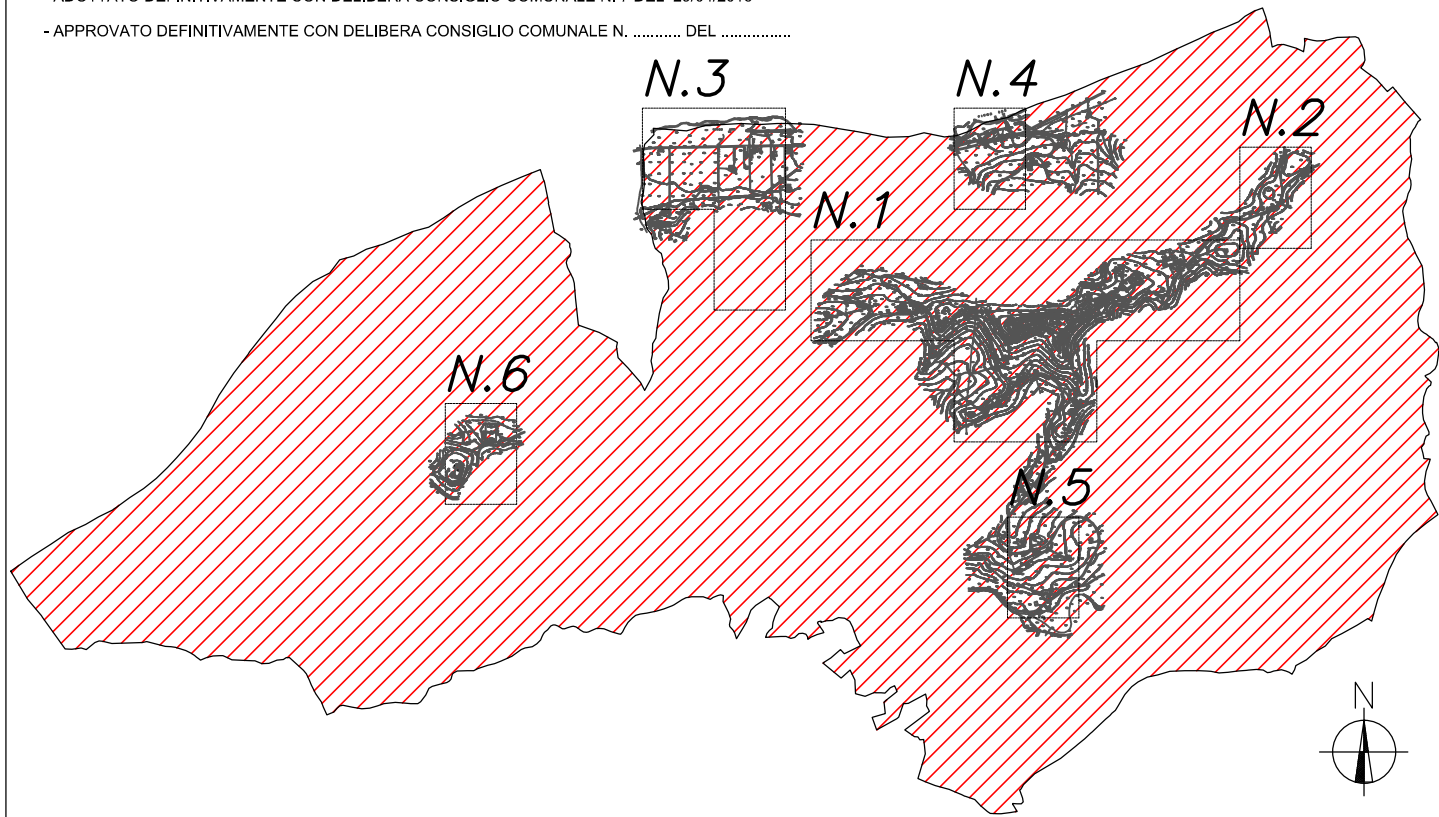 - APPROVATO DEFINITIVAMENTE CON DELIBERA CONSIGLIO COMUNALE N. ........... DEL ................
N.3
N.4
N.2
N.1
N.6
N.5
N